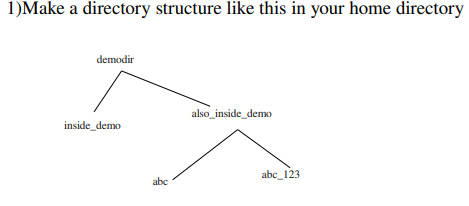 1)Make a directory structure like this in your home directory
demodir
also_inside_demo
inside_demo
abc_123
abc